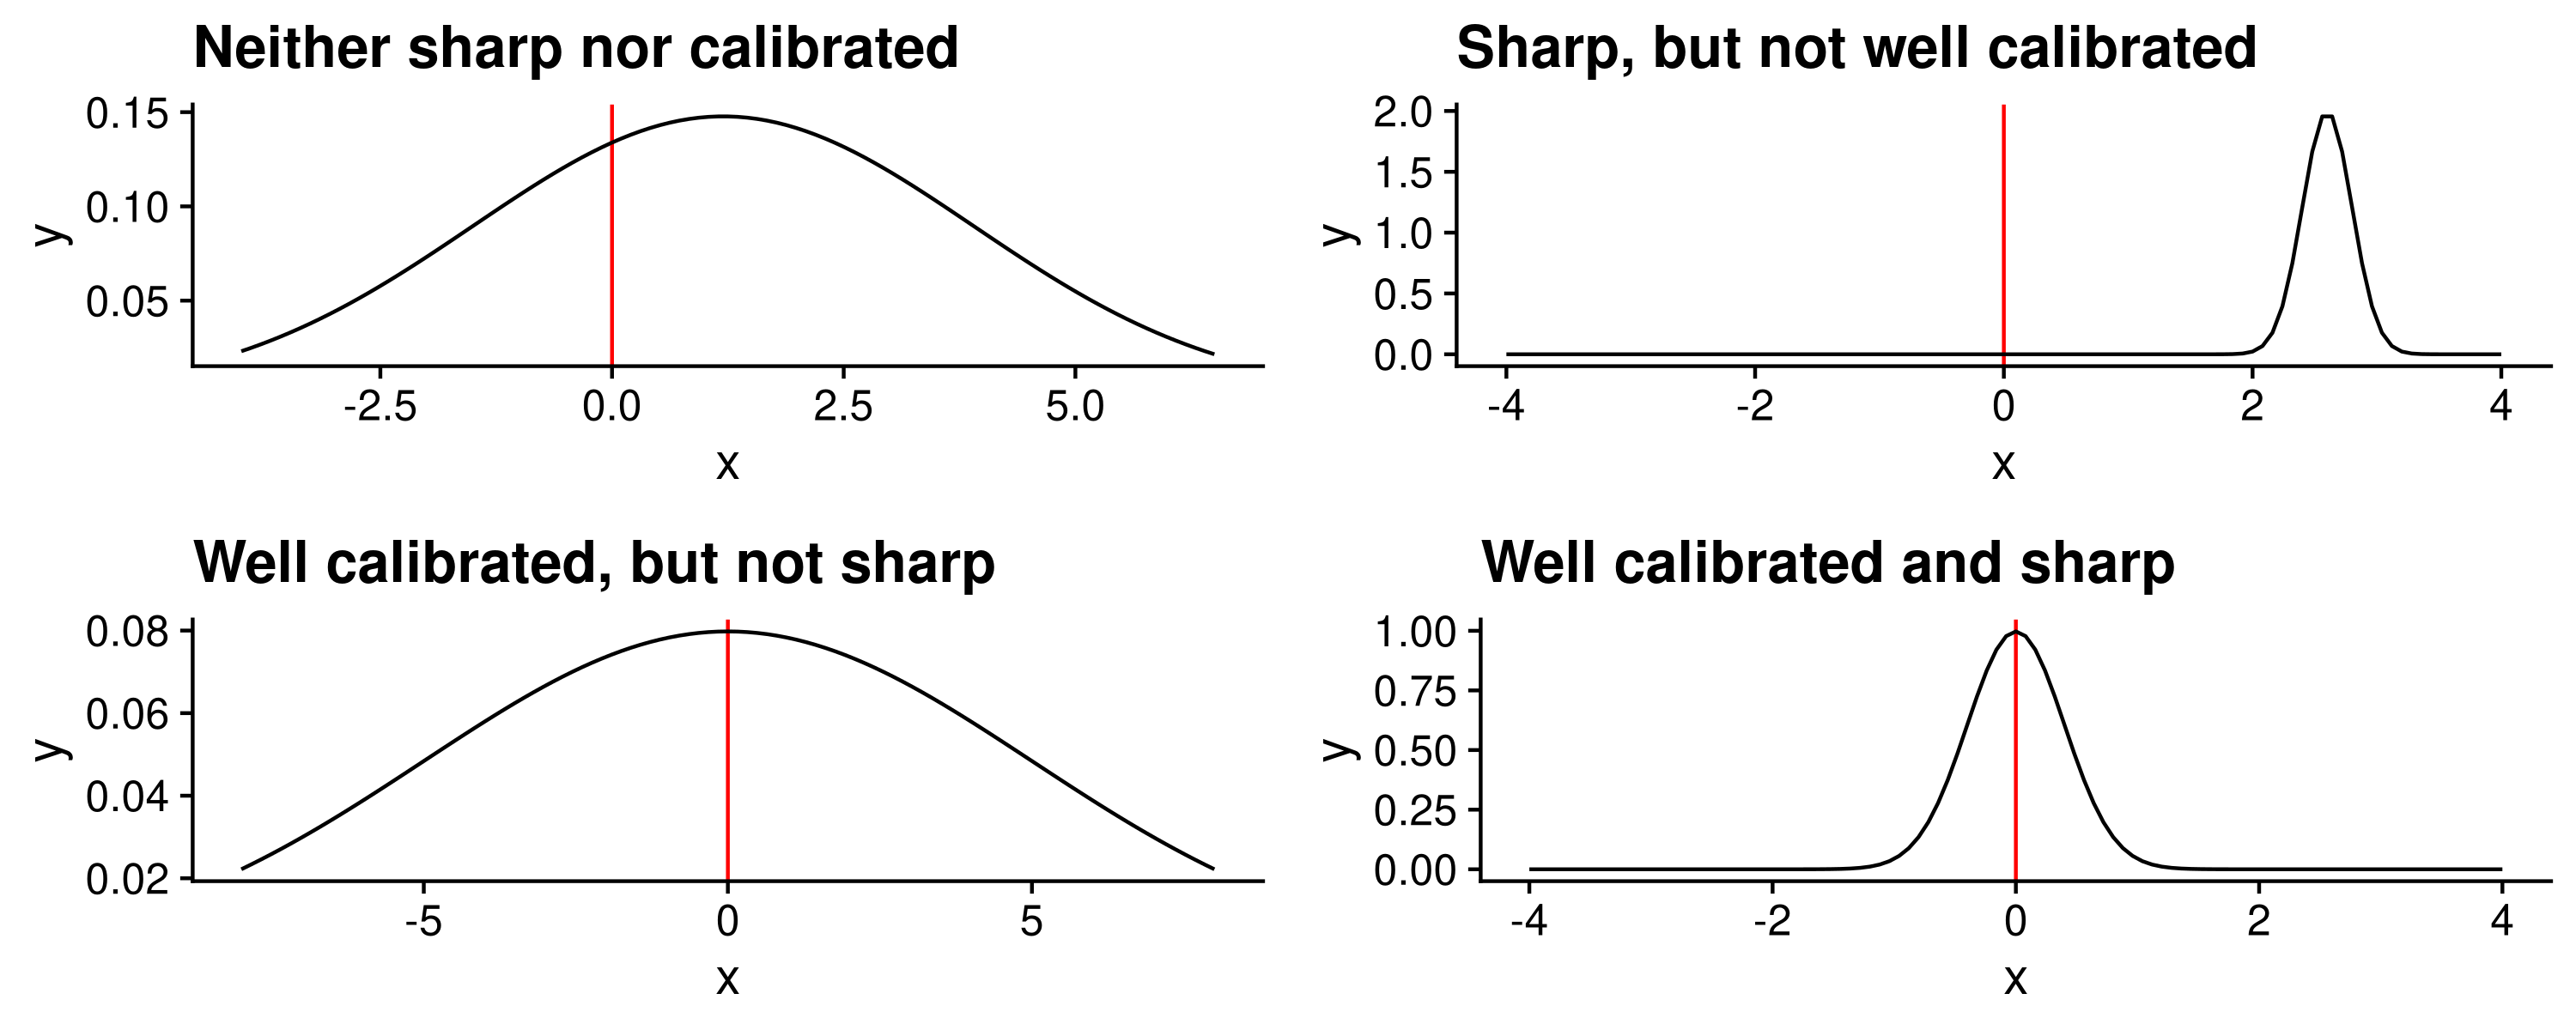 Neither sharp nor calibrated
0.15
0.10
0.05
y
-2.5 0.0 2.5 5.0
x
Sharp, but not well calibrated
2.0
1.5
1.0
0.5
0.0
y
-4 -2 0 2 4
x
Well calibrated, but not sharp
0.08
0.06
0.04
0.02
y
-5 0 5
x
Well calibrated and sharp
1.00
0.75
0.50
0.25
0.00
y
-4 -2 0 2 4
x